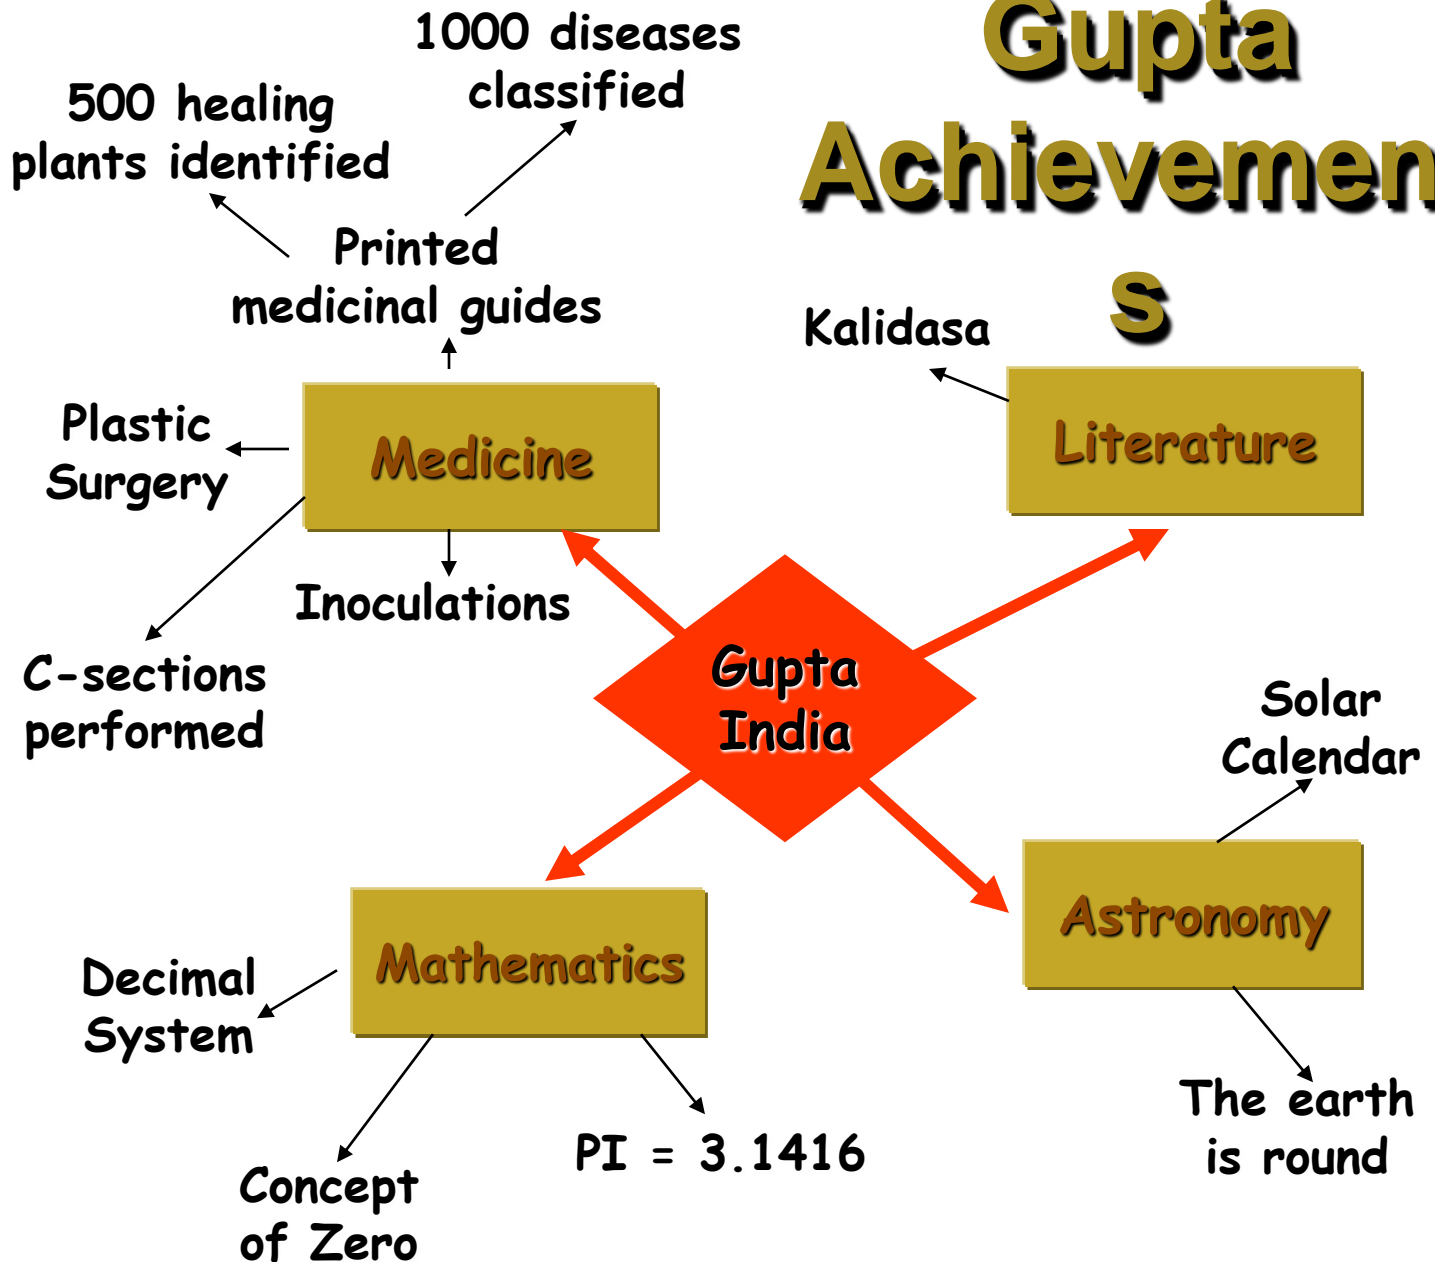 Gupta
Achievemen
s
1000 diseases
classified
500 healing
plants identified
Printed
medicinal guides
Kalidasa
Plastic
Surgery
Medicine
Literature
Inoculations
C-sections
performed
Gupta
India
Solar
Calendar
Astronomy
Mathematics
Decimal
System
The earth
is round
PI = 3.1416
Concept
of Zero